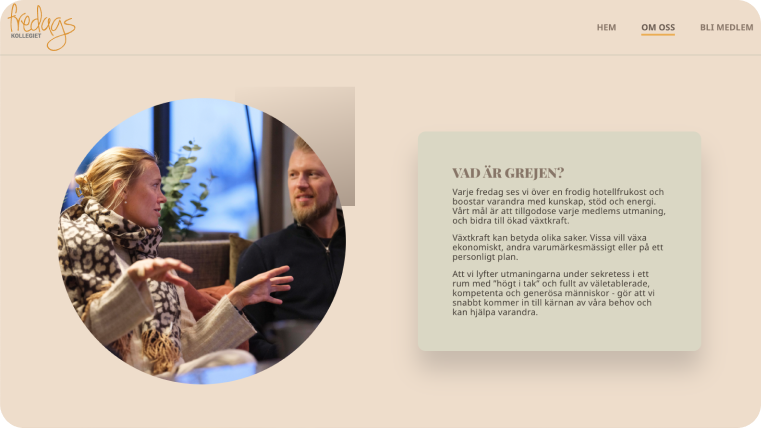 fredags
KOLLEGIET
HEM
OM OSS
BLI MEDLEM
VAD ÄR GREJEN?
Varje fredag ses vi över en frodig hotellfrukost och
boostar varandra med kunskap, stöd och energi.
Vårt mål är att tillgodose varje medlems utmaning,
och bidra till ökad växtkraft.
Växtkraft kan betyda olika saker. Vissa vill växa
ekonomiskt, andra varumärkesmässigt eller på ett
personligt plan.
Att vi lyfter utmaningarna under sekretess i ett
rum med "högt i tak" och fullt av väletablerade,
kompetenta och generösa människor - gör att vi
snabbt kommer in till kärnan av våra behov och
kan hjälpa varandra.